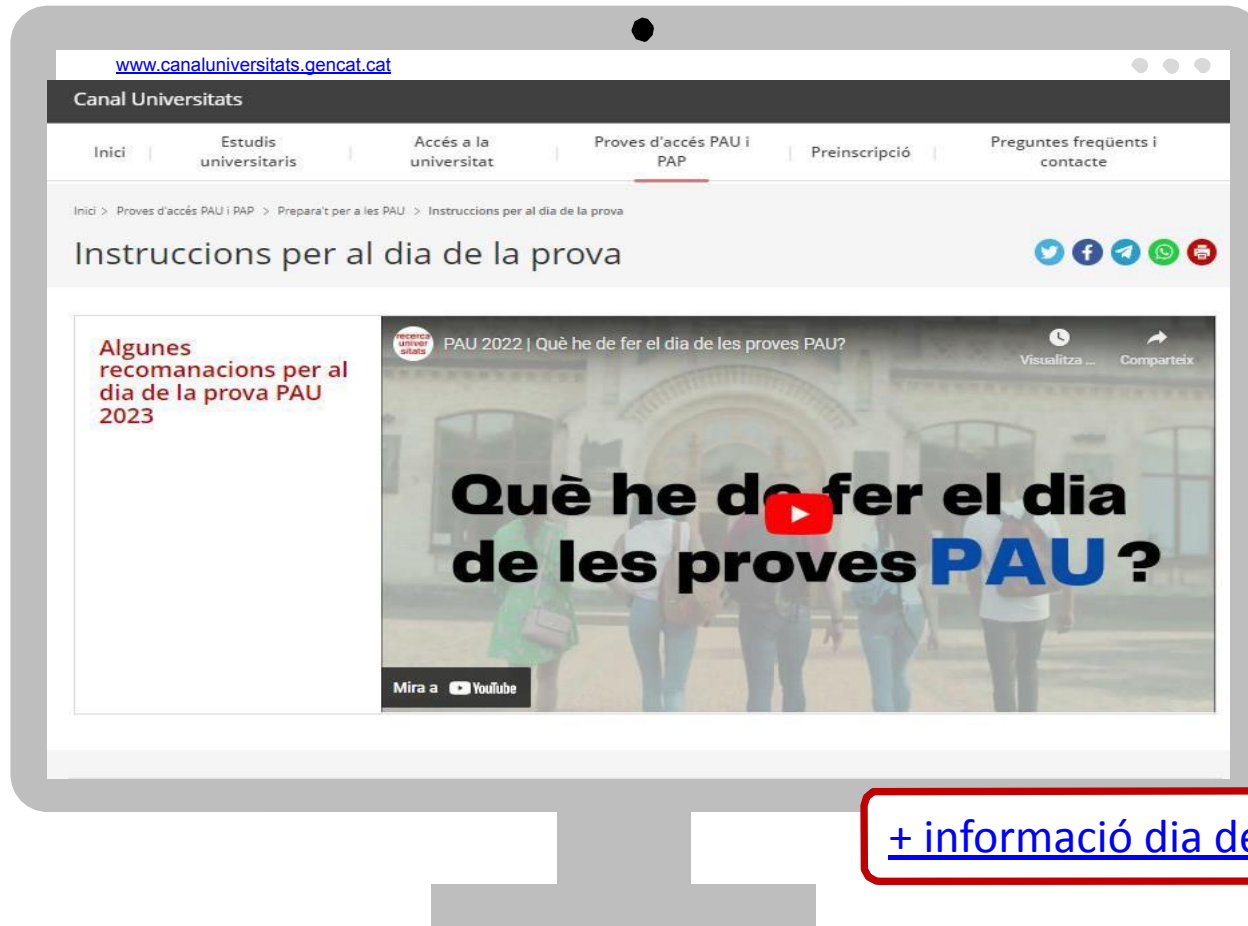 www.canaluniversitats.gencat.cat
Canal Universitats
Inici
Estudis
universitaris
Accés a la
universitat
Proves d'accés PAU i
PAP
Preinscripció
Preguntes freqüents i
contacte
Inici > Proves d'accés PAU i PAP > Prepara't per a les PAU > Instruccions per al dia de la prova
Instruccions per al dia de la prova
Algunes
recomanacions per al
dia de la prova PAU
2023
recerca
univer
sitats
PAU 2022 | Què he de fer el dia de les proves PAU?
Visualitza ...
Comparteix
Què he de fer el dia
de les proves PAU?
Mira a YouTube
+ informació dia de